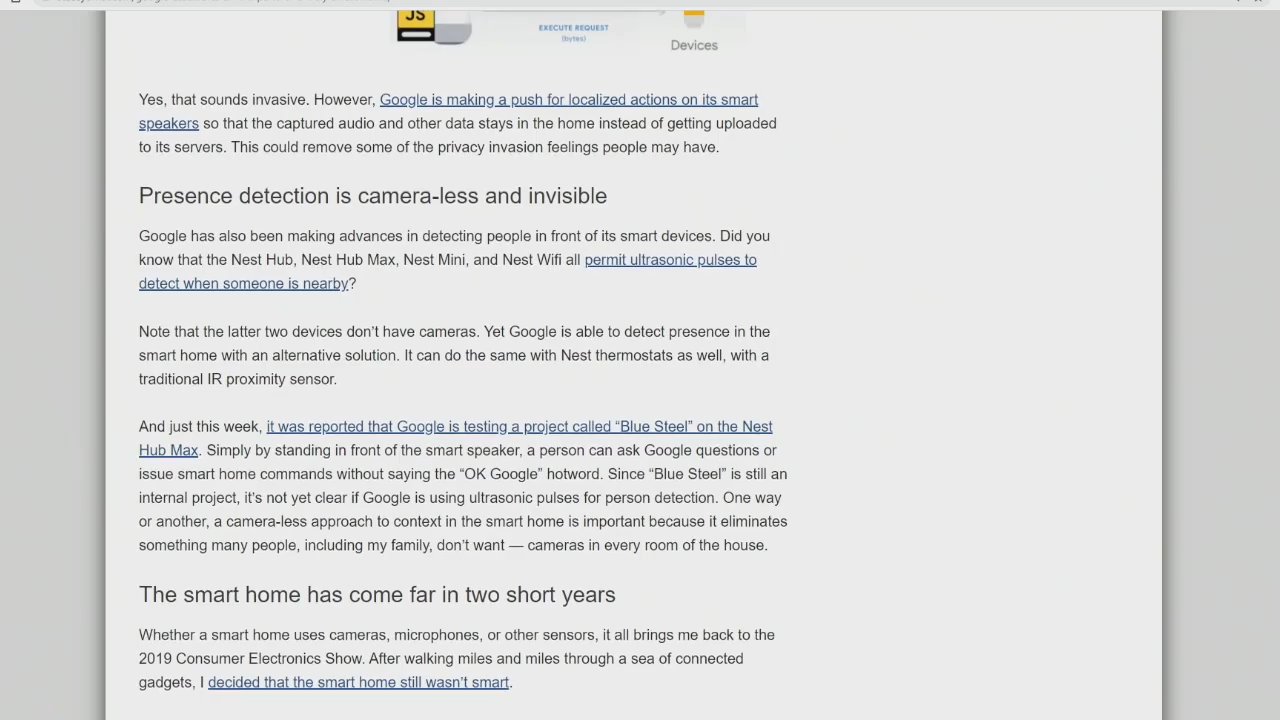 JS
EXECUTE REQUEST
(bytes)
Devices
Yes, that sounds invasive. However, Google is making a push for localized actions on its smart
speakers so that the captured audio and other data stays in the home instead of getting uploaded
to its servers. This could remove some of the privacy invasion feelings people may have.
Presence detection is camera-less and invisible
Google has also been making advances in detecting people in front of its smart devices. Did you
know that the Nest Hub, Nest Hub Max, Nest Mini, and Nest Wifi all permit ultrasonic pulses to
detect when someone is nearby?
Note that the latter two devices don’t have cameras. Yet Google is able to detect presence in the
smart home with an alternative solution. It can do the same with Nest thermostats as well, with a
traditional IR proximity sensor.
And just this week, it was reported that Google is testing a project called “Blue Steel” on the Nest
Hub Max. Simply by standing in front of the smart speaker, a person can ask Google questions or
issue smart home commands without saying the “OK Google” hotword. Since “Blue Steel” is still an
internal project, it’s not yet clear if Google is using ultrasonic pulses for person detection. One way
or another, a camera-less approach to context in the smart home is important because it eliminates
something many people, including my family, don’t want — cameras in every room of the house.
The smart home has come far in two short years
Whether a smart home uses cameras, microphones, or other sensors, it all brings me back to the
2019 Consumer Electronics Show. After walking miles and miles through a sea of connected
gadgets, I decided that the smart home still wasn’t smart.